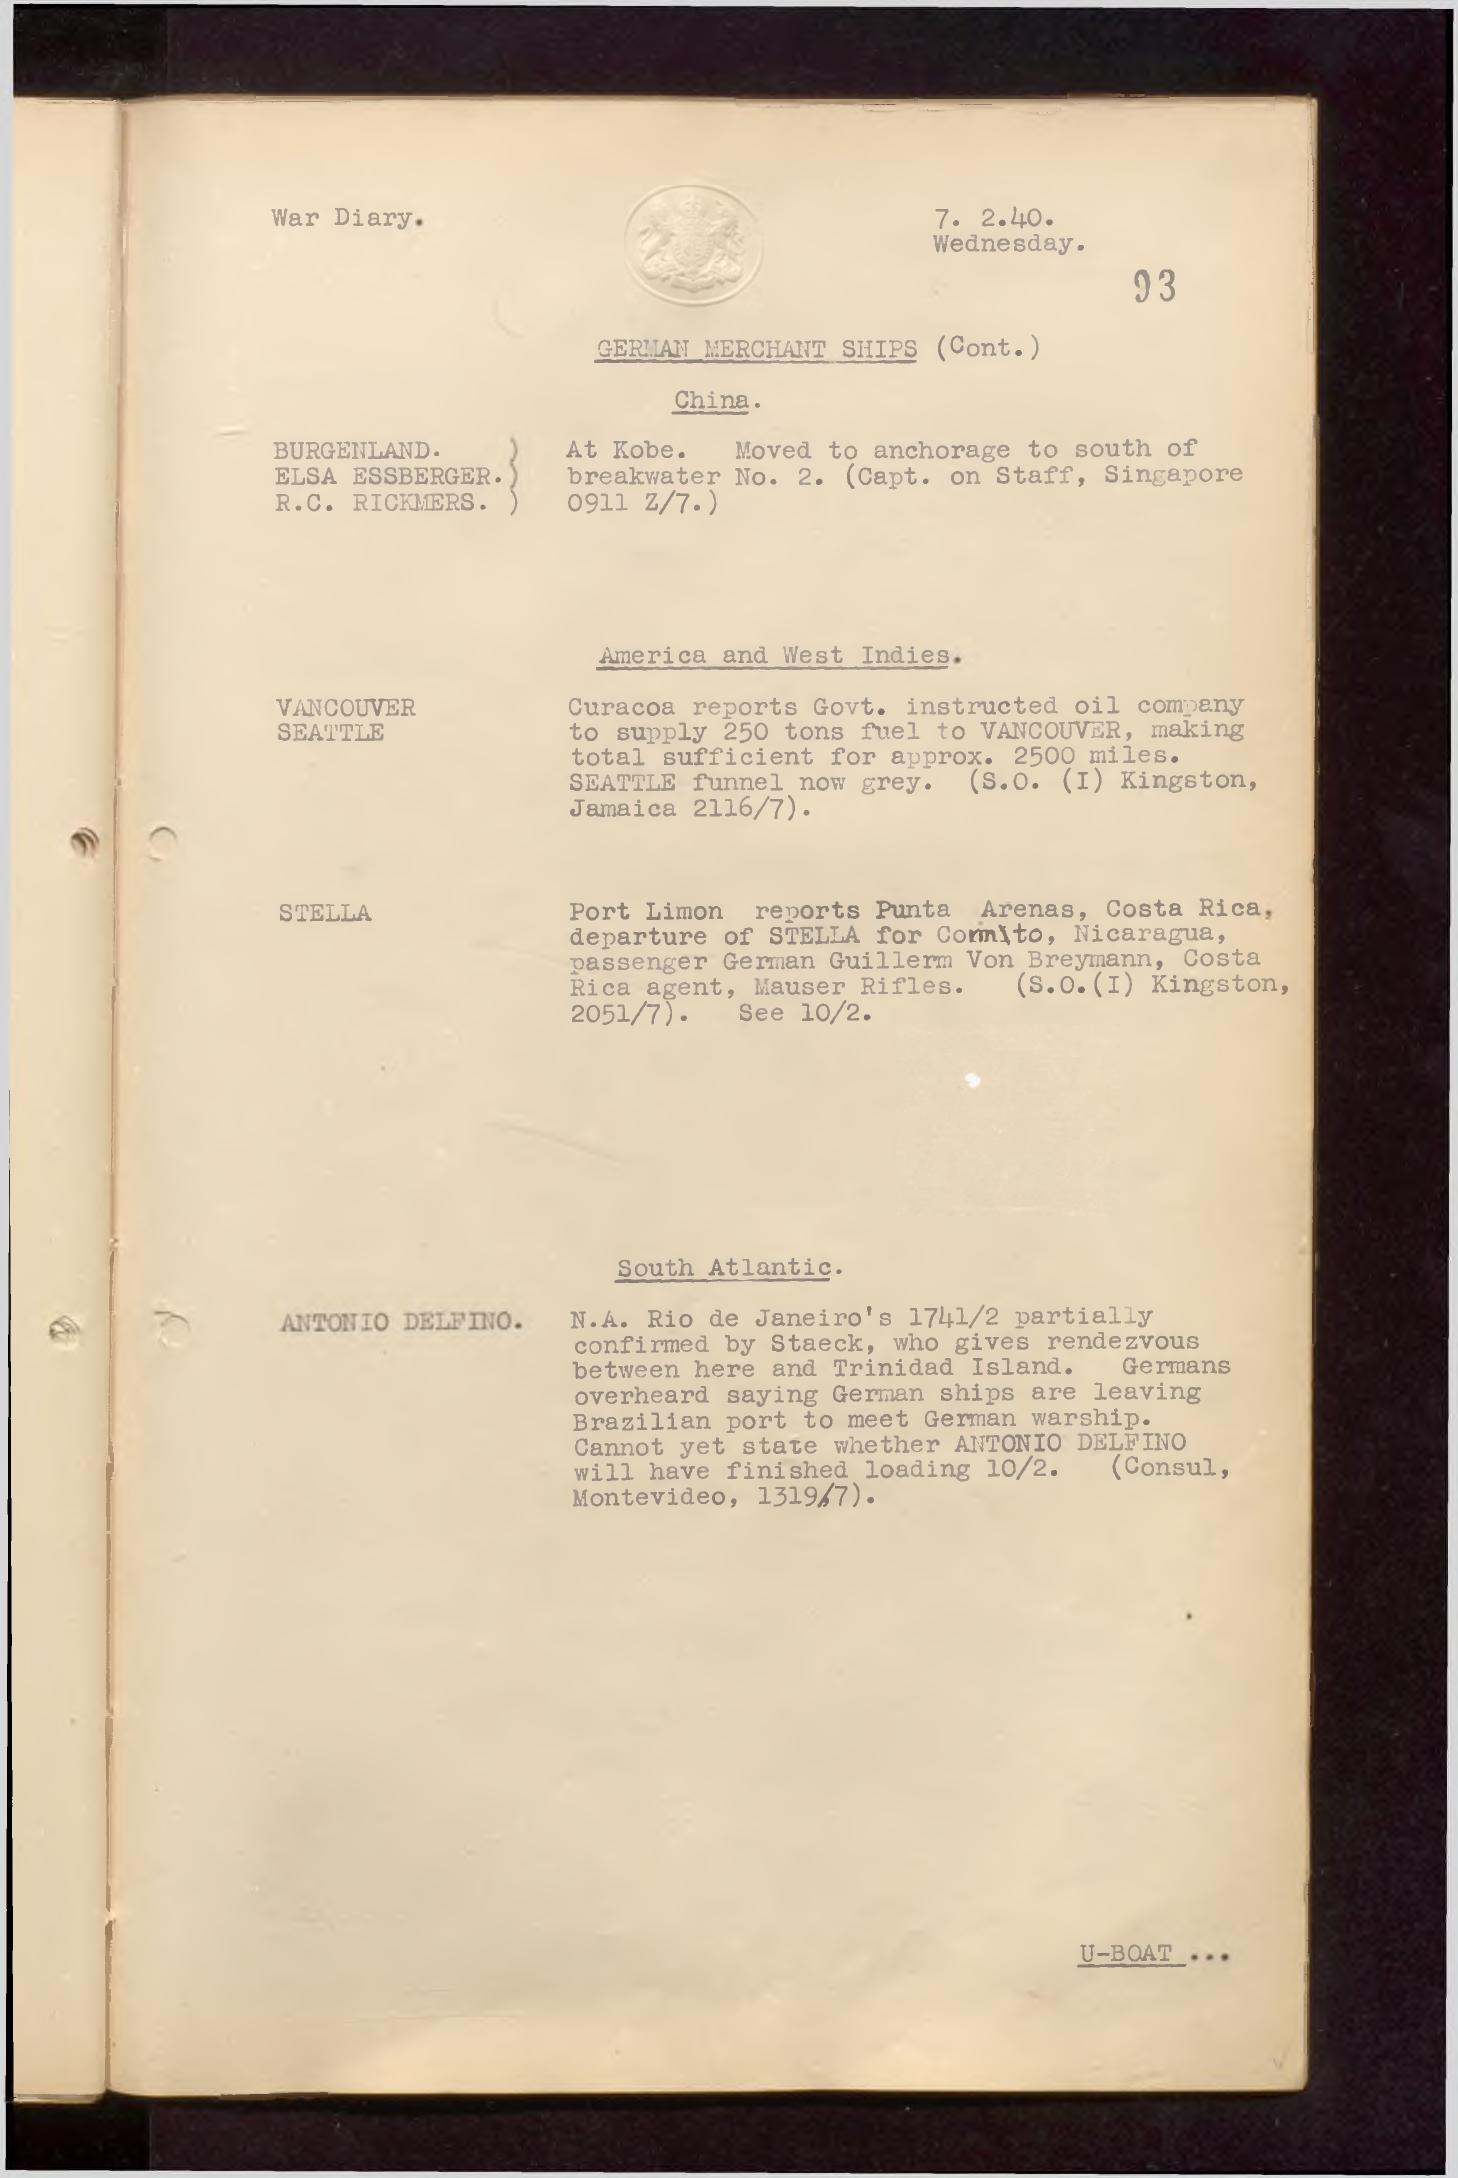 War Diary.
7. 2.40.
Wednesday.
93
GERMAN MERCHANT SHIPS (Cont.)
China.
BURGENLAND. ) At Kobe. Moved to anchorage to south of
ELSA ESSBERGER.) breakwater No. 2. (Capt. on Staff, Singapore
R.C. RICKMERS. ) 0911 Z/7.)
America and West Indies.
VANCOUVER Curacoa reports Govt. instructed oil company
SEATTLE to supply 250 tons fuel to VANCOUVER, making
total sufficient for approx. 2500 miles.
SEATTLE funnel now grey. (S.O. (I) Kingston,
Jamaica 2116/7).
STELLA Port Limon reports Punta Arenas, Costa Rica,
departure of STELLA for , Nicaragua,
passenger German Guillerm Von Breymann, Costa
Rica agent, Mauser Rifles. (S.O.(I) Kingston,
2051/7). See 10/2.
South Atlantic.
ANTONIO DELFINO. N.A. Rio de Janeiro's 1741/2 partially
confirmed by Staeck, who gives rendezvous
between here and Trinidad Island. Germans
overheard saying German ships are leaving
Brazilian port to meet German warship.
Cannot yet state whether ANTONIO DELFINO
will have finished loading 10/2. (Consul,
Montevideo, 1319/7).
U-BOAT ...